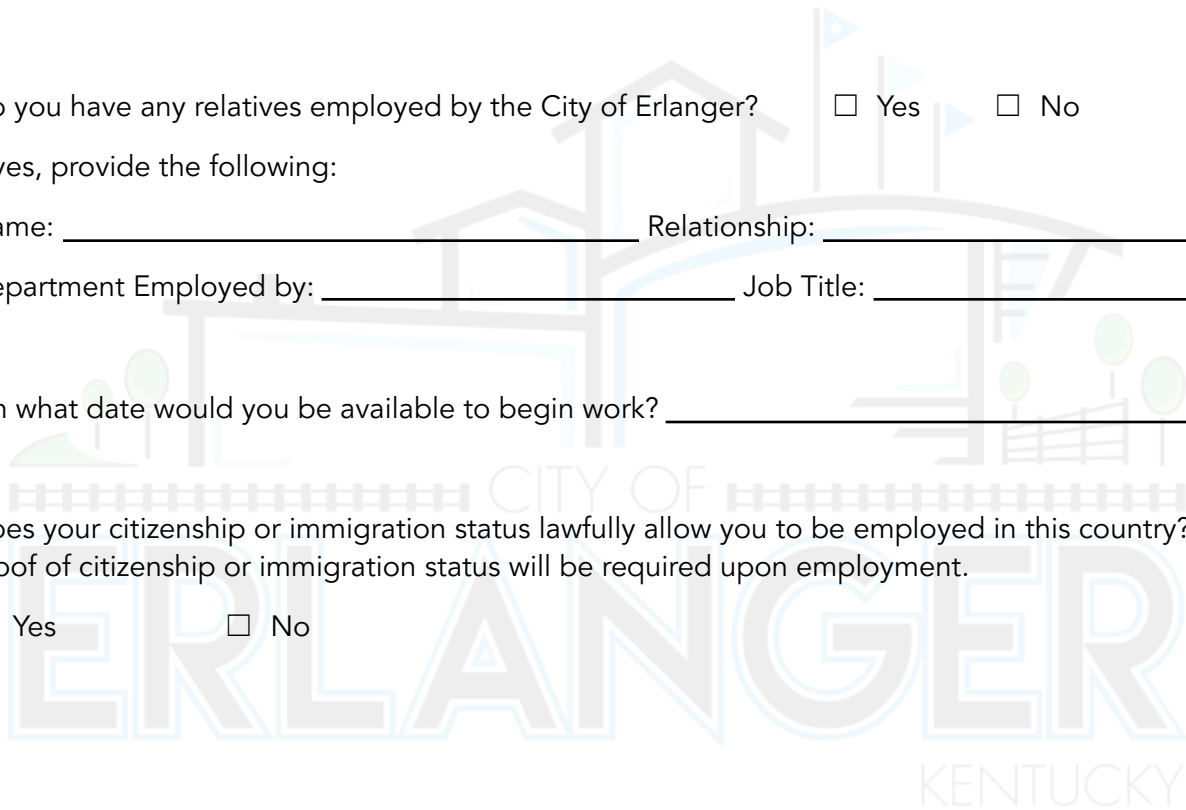 you have any relatives employed by the City of Erlanger? ☐ Yes ☐ No
yes, provide the following:
ame: Relationship:
epartment Employed by: Job Title:
n what date would you be available to begin work?
CITY OF
oes your citizenship or immigration status lawfully allow you to be employed in this country?
oof of citizenship or immigration status will be required upon employment.
Yes ☐ No
ERLANGER
KENTUCKY